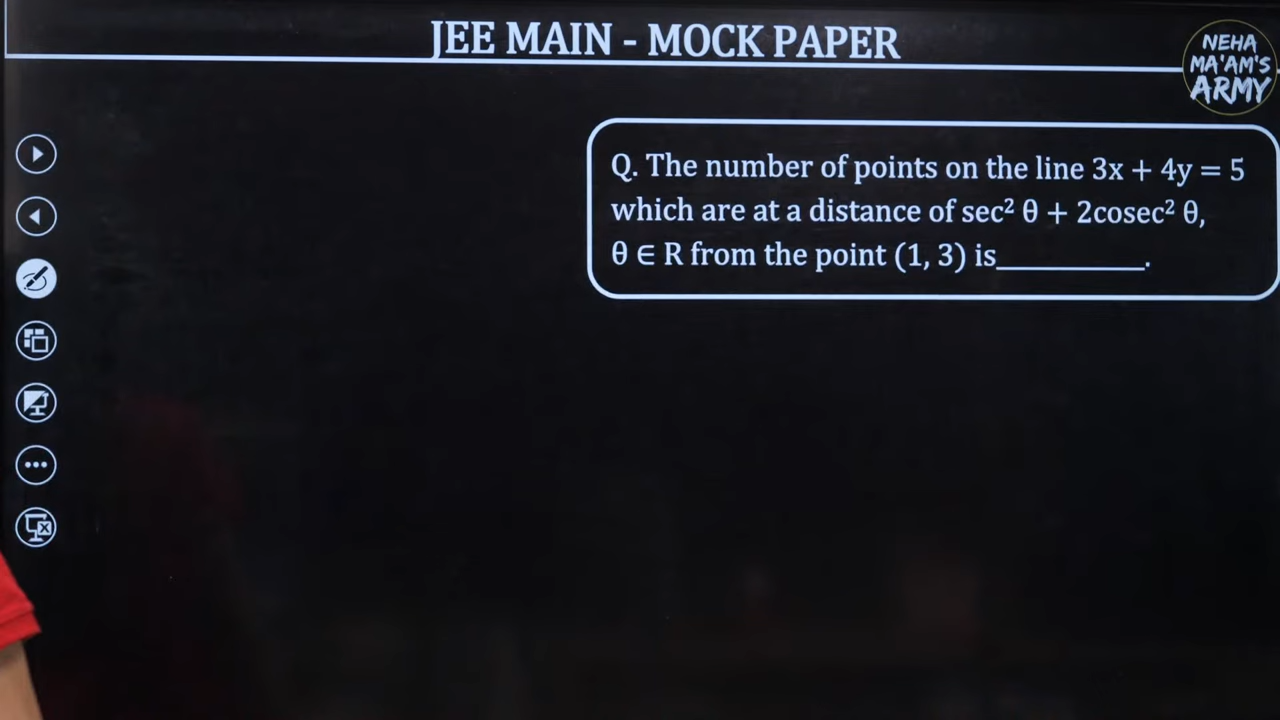 JEE MAIN - MOCK PAPER
NEHA
MA'AM'S
ARMY
Q. The number of points on the line 3x + 4y = 5
which are at a distance of sec² θ + 2cosec² θ,
θ ∈ R from the point (1, 3) is__________.